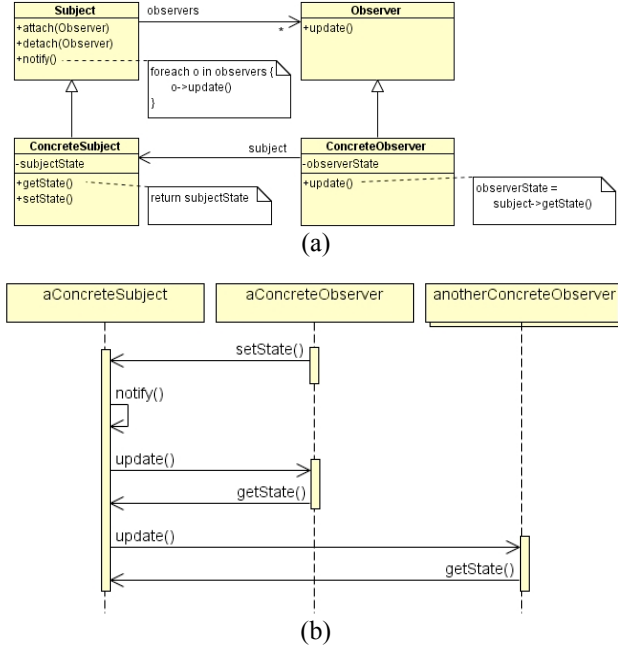 Subject
+attach(Observer)
+detach(Observer)
+notify()
observers
*
Observer
+update()
foreach o in observers {
o->update()
}
ConcreteSubject
-subjectState
+getState()
+setState()
subject
return subjectState
ConcreteObserver
-observerState
+update()
observerState =
subject->getState()
(a)
aConcreteSubject
aConcreteObserver
anotherConcreteObserver
setState()
notify()
update()
getState()
update()
getState()
(b)